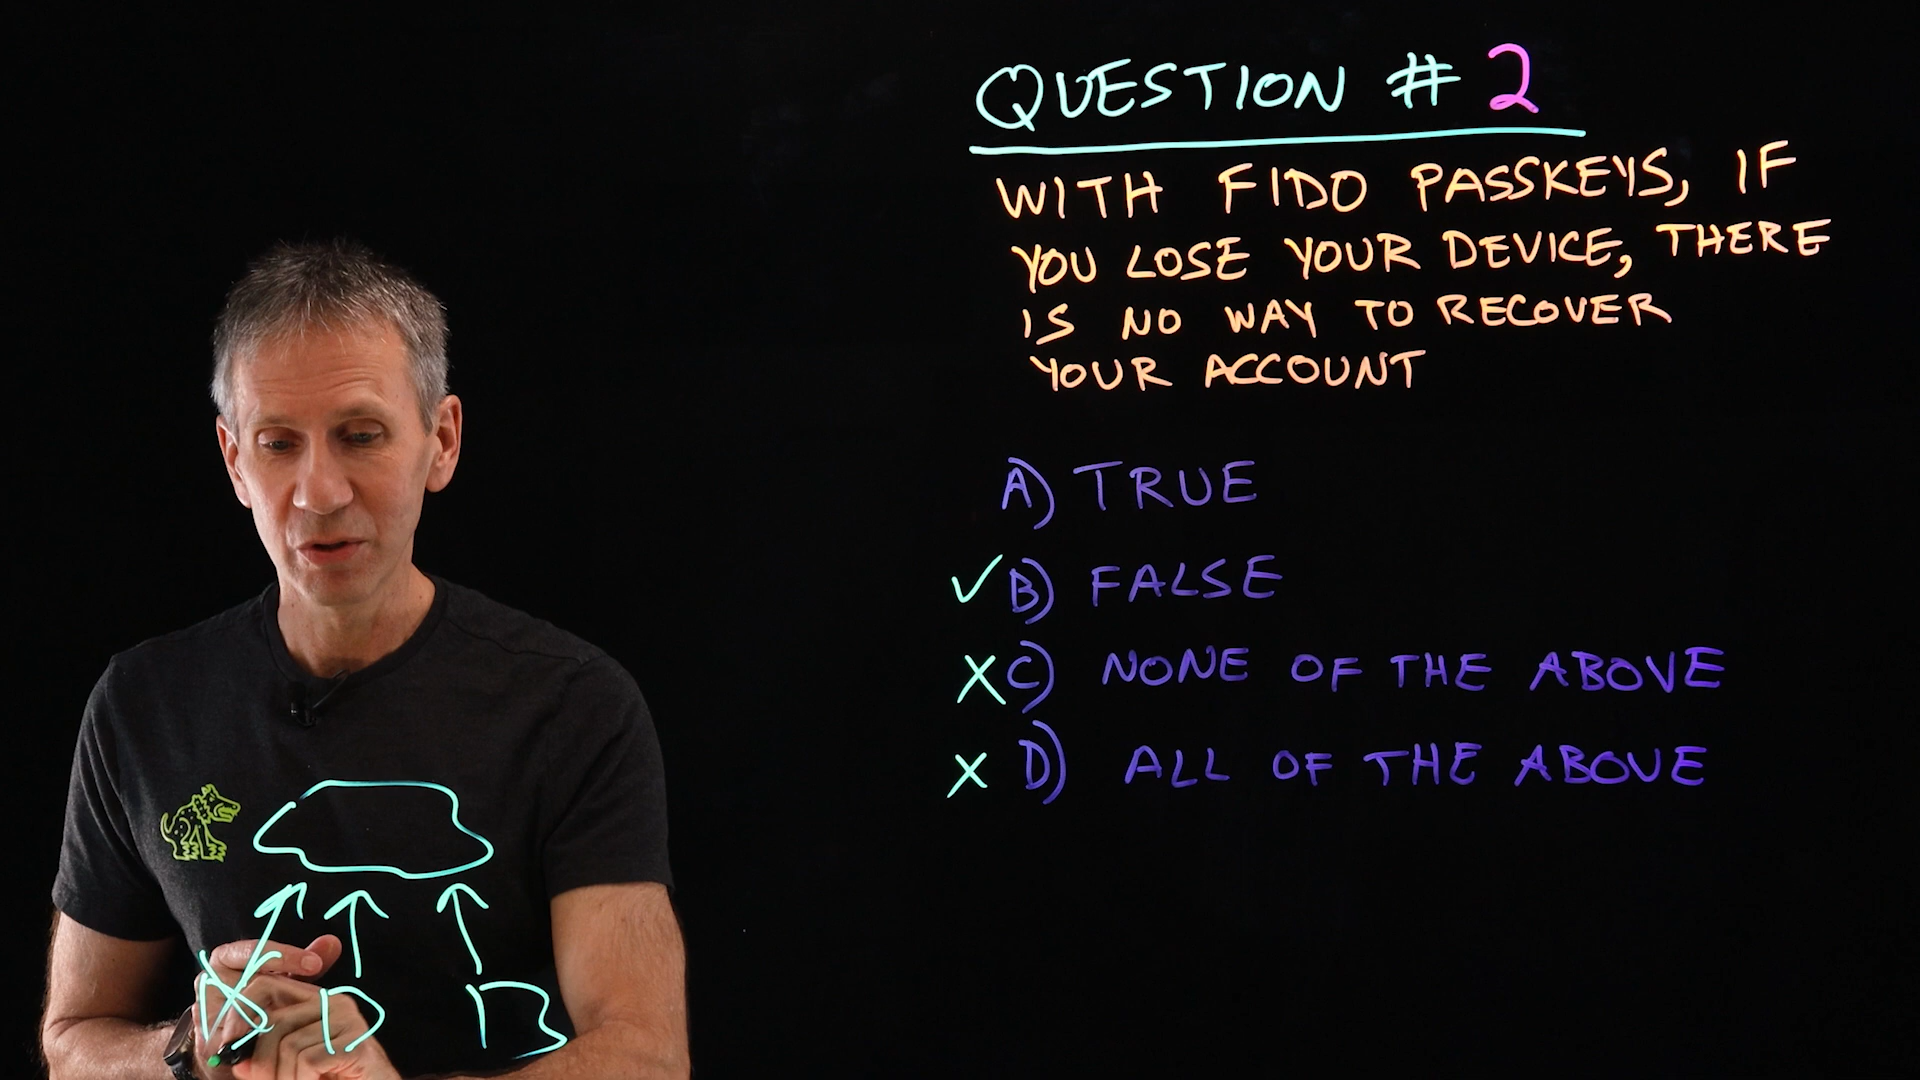 QUESTION # 2
WITH FIDO PASSKEYS, IF
YOU LOSE YOUR DEVICE, THERE
IS NO WAY TO RECOVER
YOUR ACCOUNT
A) TRUE
✓ B) FALSE
X C) NONE OF THE ABOVE
X D) ALL OF THE ABOVE
D D D